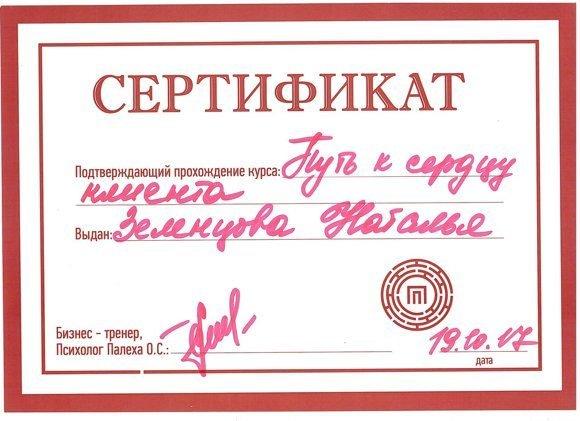 СЕРТИФИКАТ
Подтверждающий прохождение курса: Путь к сердцу
клиента
Выдан: Зеленцова Наталья
Бизнес - тренер,
Психолог Палеха О.С.:
19.10.17
дата